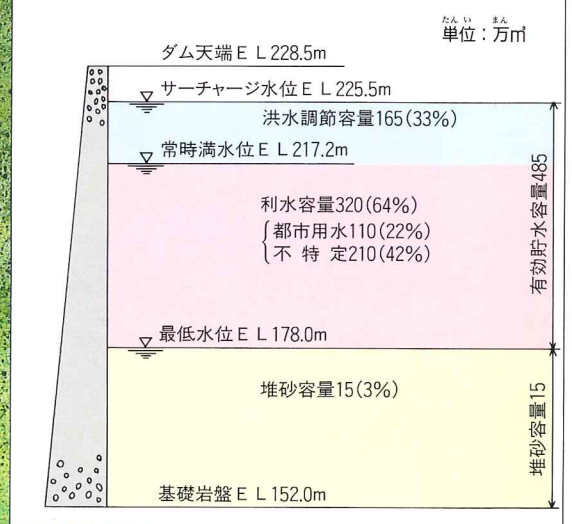 たんい まん
単位：万㎡
ダム天端ＥＬ228.5m
サーチャージ水位ＥＬ225.5m
洪水調節容量165(33%)
常時満水位ＥＬ217.2m
利水容量320(64%)
都市用水110(22%)
不特定210(42%)
有効貯水容量485
最低水位ＥＬ178.0m
堆砂容量15(3%)
堆砂容量15
基礎岩盤ＥＬ152.0m